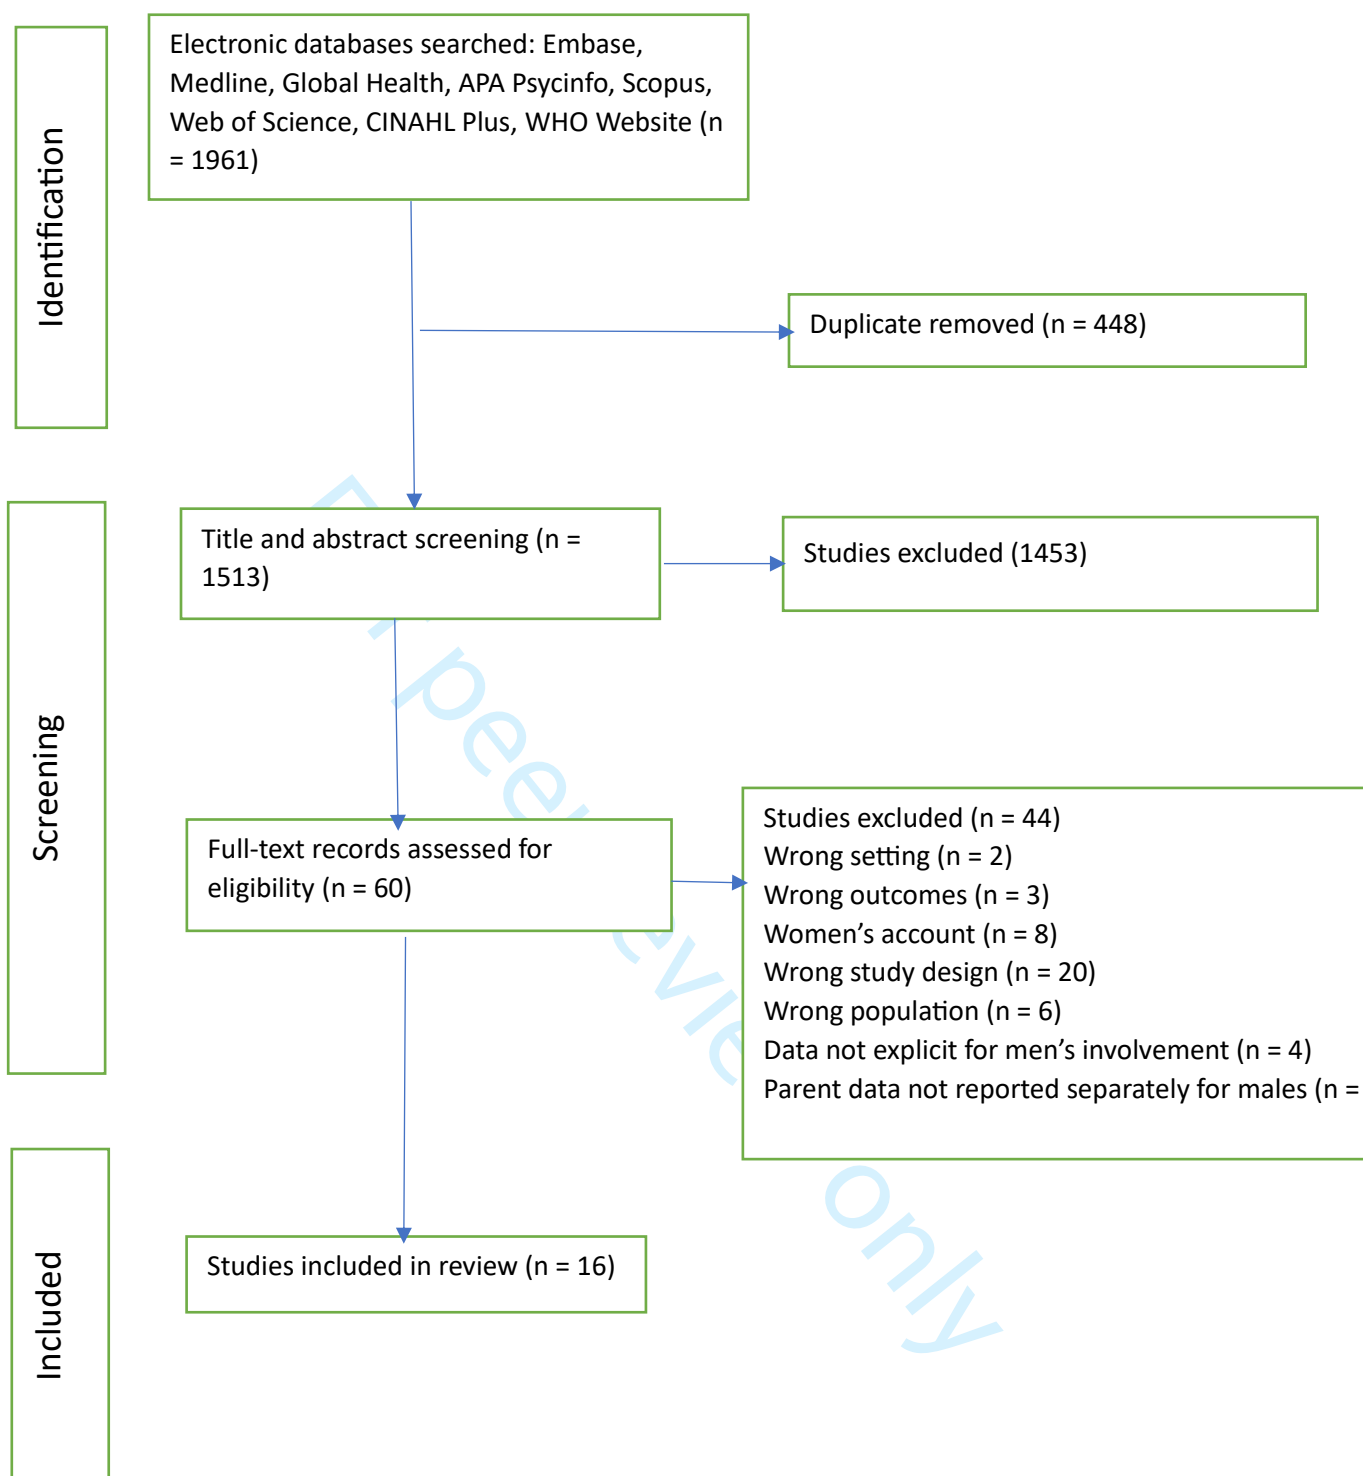 Identification
Electronic databases searched: Embase,
Medline, Global Health, APA Psycinfo, Scopus,
Web of Science, CINAHL Plus, WHO Website (n
= 1961)
Duplicate removed (n = 448)
Screening
Title and abstract screening (n =
1513)
Studies excluded (1453)
Full-text records assessed for
eligibility (n = 60)
Studies excluded (n = 44)
Wrong setting (n = 2)
Wrong outcomes (n = 3)
Women’s account (n = 8)
Wrong study design (n = 20)
Wrong population (n = 6)
Data not explicit for men’s involvement (n = 4)
Parent data not reported separately for males (n =
Included
Studies included in review (n = 16)
peer review only